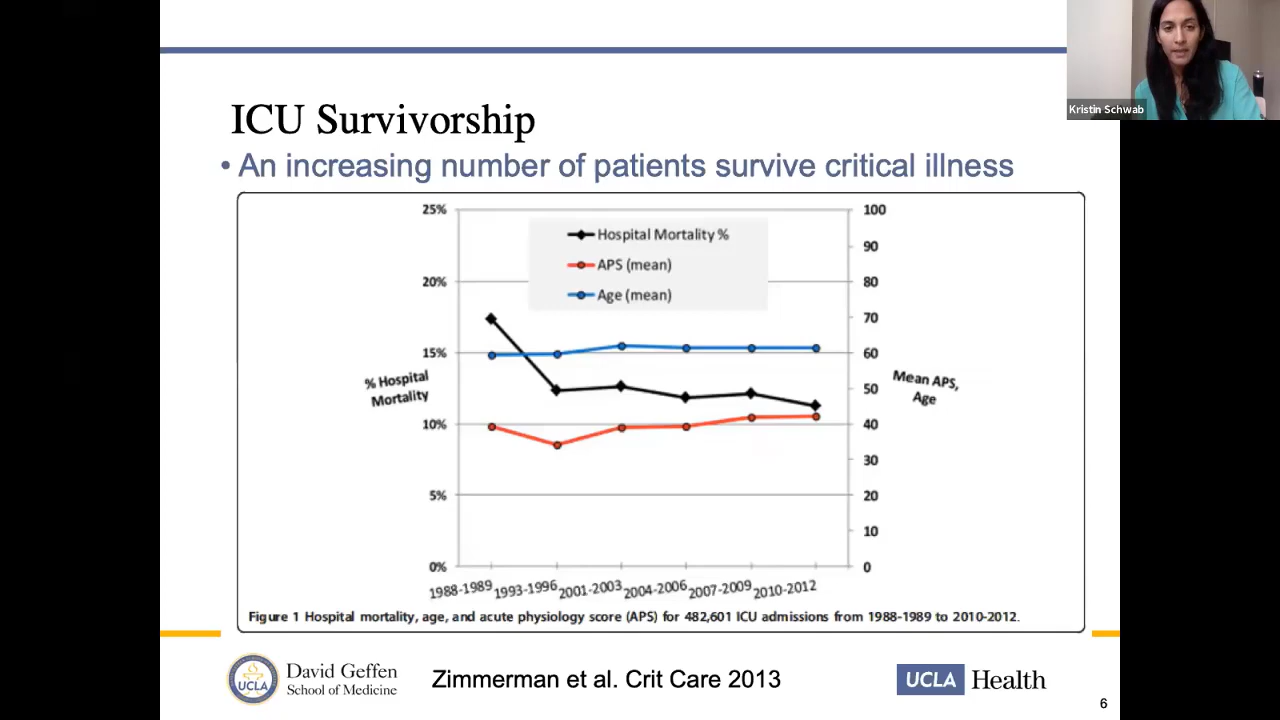 Kristin Schwab
ICU Survivorship
• An increasing number of patients survive critical illness
25%
20%
15%
10%
5%
0%
% Hospital
Mortality
Hospital Mortality %
APS (mean)
Age (mean)
100
90
80
70
60
50
40
30
20
10
0
Mean APS,
Age
1988-1989 1993-1996 2001-2003 2004-2006 2007-2009 2010-2012
Figure 1 Hospital mortality, age, and acute physiology score (APS) for 482,601 ICU admissions from 1988-1989 to 2010-2012.
UCLA
David Geffen
School of Medicine
Zimmerman et al. Crit Care 2013
UCLA Health
6